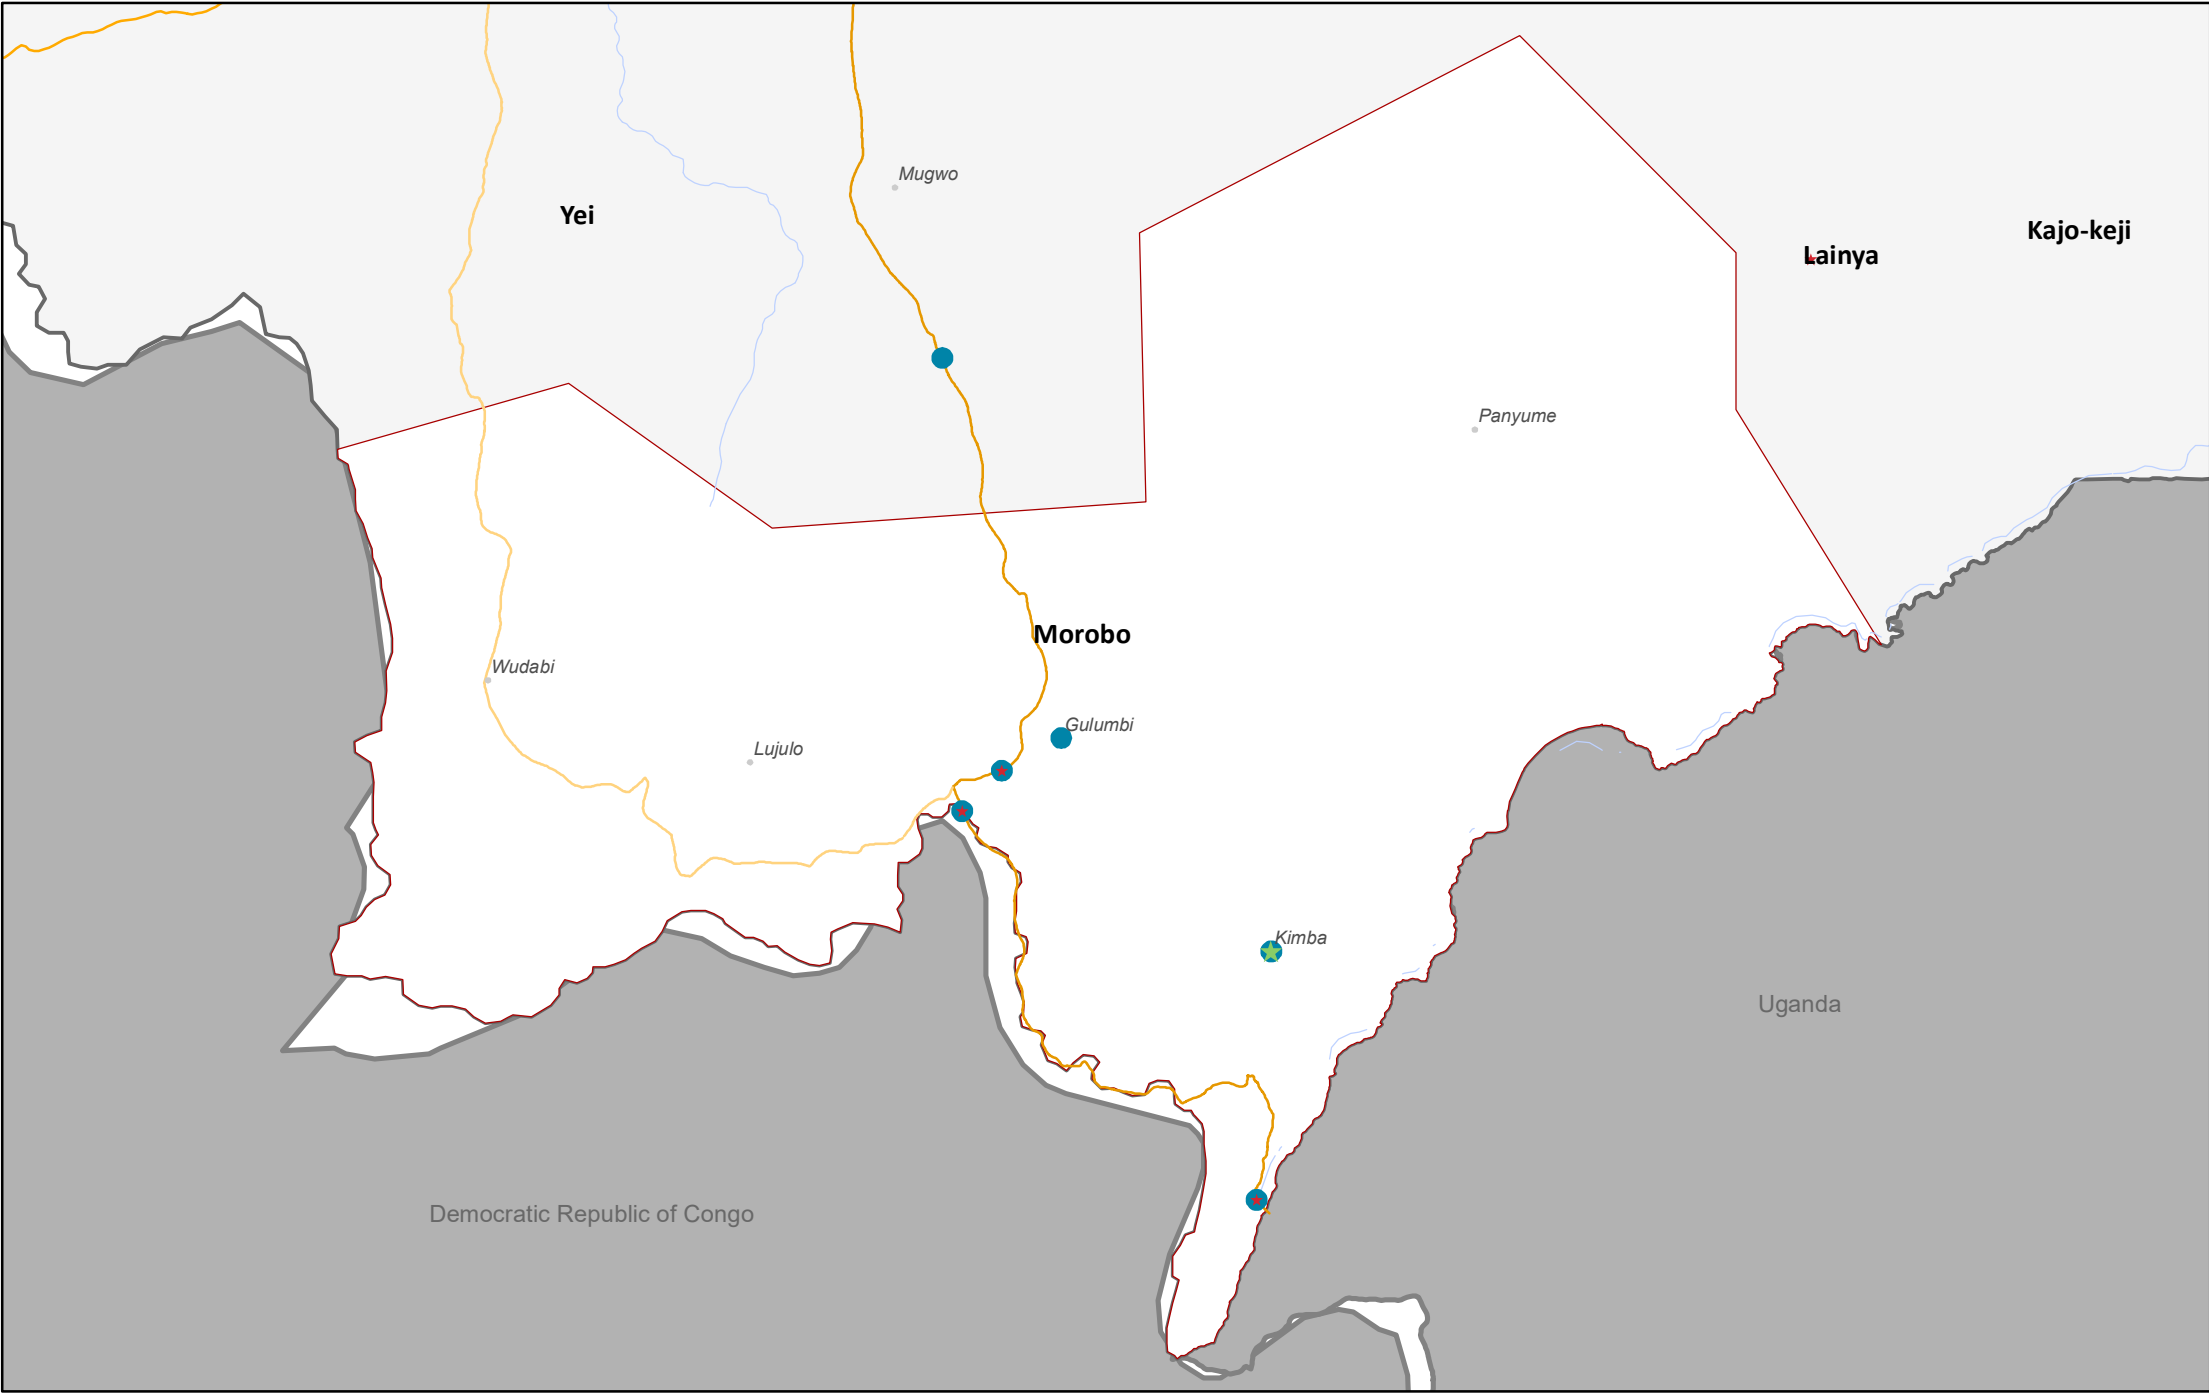 Mugwo
Yei
Kajo-keji
Lainya
Panyume
Morobo
Wudabi
Gulumbi
Lujulo
Kimba
Uganda
Democratic Republic of Congo